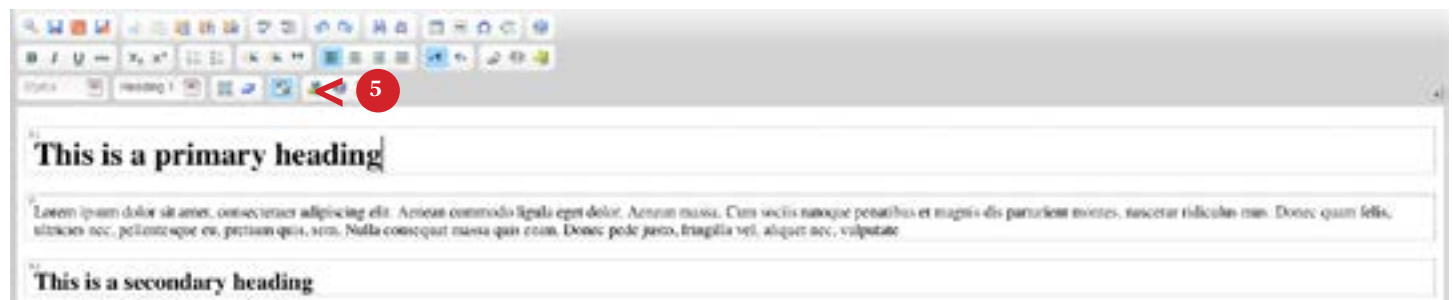 B I U
Heading 1
5
This is a primary heading
Lorem ipsum dolor sit amet, consectetuer adipiscing elit. Aenean commodo ligula eget dolor. Aenean massa. Cum sociis natoque penatibus et magnis dis parturient montes, nascetur ridiculus mus. Donec quam felis,
ultricies nec, pellentesque eu, pretium quis, sem. Nulla consequat massa quis enim. Donec pede justo, fringilla vel, aliquet nec, vulputate
This is a secondary heading